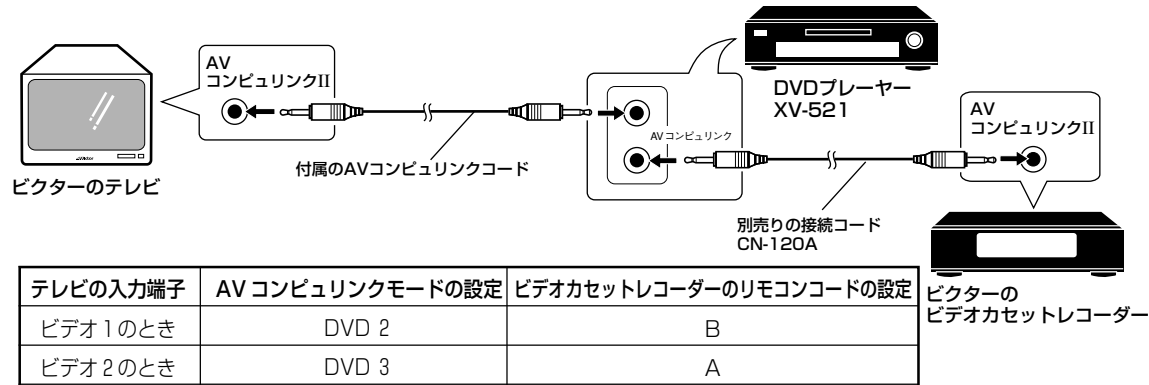 AV
コンピュリンクII
Victor
ビクターのテレビ
付属のAVコンピュリンクコード
AVコンピュリンク
DVDプレーヤー
XV-521
AV
コンピュリンクII
別売りの接続コード
CN-120A
ビクターの
ビデオカセットレコーダー
テレビの入力端子 AV コンピュリンクモードの設定 ビデオカセットレコーダーのリモコンコードの設定
ビデオ1のとき DVD 2 B
ビデオ2のとき DVD 3 A